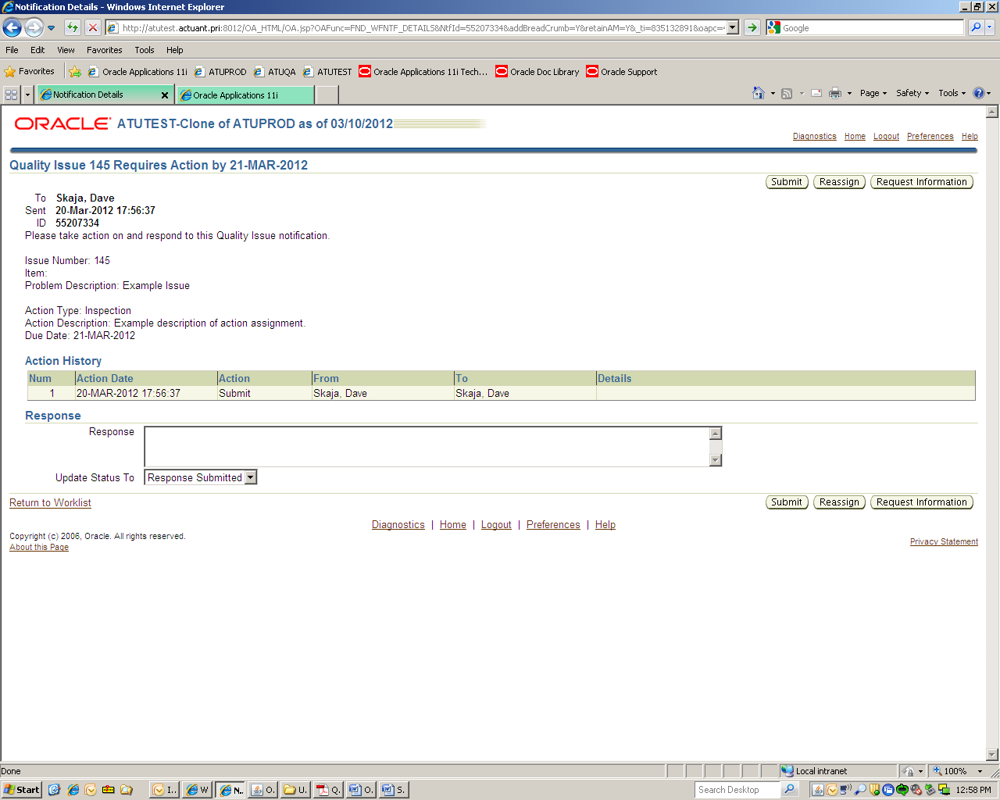 Notification Details - Windows Internet Explorer
http://atutest.actuant.pri:8012/OA_HTML/OA.jsp?OAFunc=FND_WFNTF_DETAILS&NtfId=55207334&addBreadCrumb=Y&retainAM=Y&_ti=835132891&oapc=
Google
File Edit View Favorites Tools Help
Favorites Oracle Applications 11i ATUPROD ATUQA ATUTEST Oracle Applications 11i Tech... Oracle Doc Library Oracle Support
Notification Details Oracle Applications 11i Page Safety Tools
ORACLE ATUTEST-Clone of ATUPROD as of 03/10/2012
Diagnostics Home Logout Preferences Help
Quality Issue 145 Requires Action by 21-MAR-2012
Submit Reassign Request Information
To Skaja, Dave
Sent 20-Mar-2012 17:56:37
ID 55207334
Please take action on and respond to this Quality Issue notification.
Issue Number: 145
Item:
Problem Description: Example Issue
Action Type: Inspection
Action Description: Example description of action assignment.
Due Date: 21-MAR-2012
Action History
Num Action Date Action From To Details
1 20-MAR-2012 17:56:37 Submit Skaja, Dave Skaja, Dave
Response
Response
Update Status To Response Submitted
Return to Worklist Submit Reassign Request Information
Diagnostics | Home | Logout | Preferences | Help
Copyright (c) 2006, Oracle. All rights reserved.
About this Page Privacy Statement
Done Local intranet 100%
Start I.. W N.. O. U. Q. O. S. Search Desktop 12:58 PM